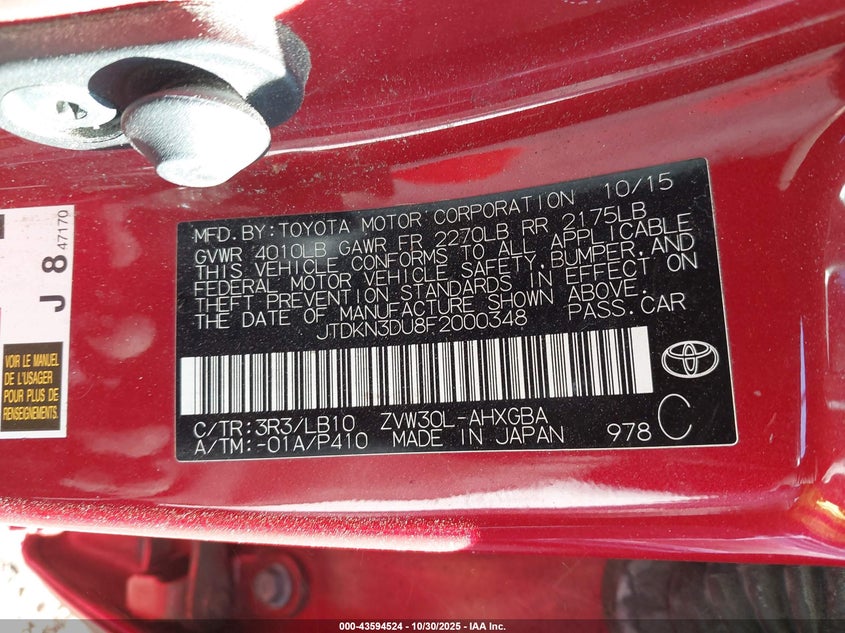 MFD. BY: TOYOTA MOTOR CORPORATION 10/15
GVWR 4010LB GAWR FR 2270LB RR 2175LB
THIS VEHICLE CONFORMS TO ALL APPLICABLE
FEDERAL MOTOR VEHICLE SAFETY, BUMPER, AND
THEFT PREVENTION STANDARDS IN EFFECT ON
THE DATE OF MANUFACTURE SHOWN ABOVE.
JTDKN3DU8F2000348 PASS. CAR
C/TR: 3R3/LB10 ZVW30L-AHXGBA
A/TM: -01A/P410 MADE IN JAPAN 978 C
J 8
47170
VOIR LE MANUEL
DE L'USAGER
POUR PLUS DE
RENSEIGNEMENTS
000-43594524 - 10/30/2025 - IAA Inc.